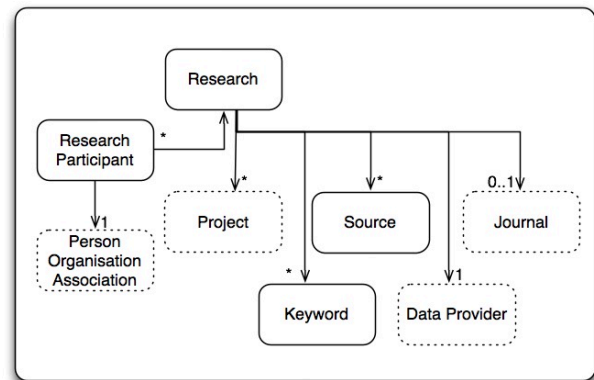 Research
Research
Participant
*
1
Person
Organisation
Association
*
Project
*
Source
0..1
Journal
*
Keyword
1
Data Provider